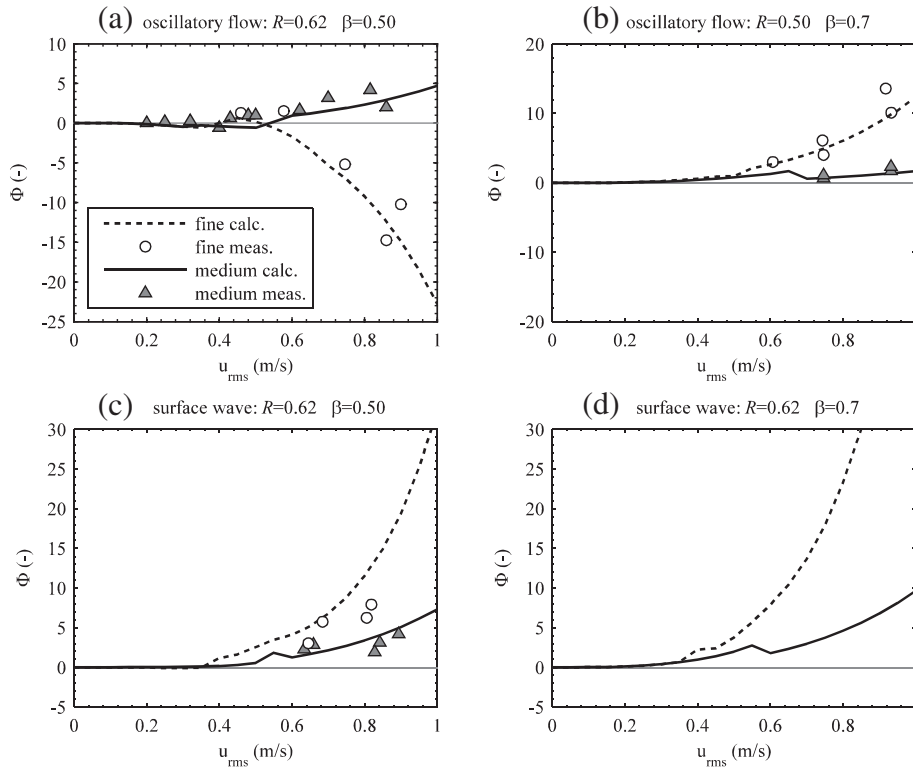 (a) oscillatory flow: R=0.62 β=0.50
10
5
0
-5
-10
-15
-20
-25
Φ (-)
fine calc.
fine meas.
medium calc.
medium meas.
0 0.2 0.4 0.6 0.8 1
u_rms (m/s)
(b) oscillatory flow: R=0.50 β=0.7
20
10
0
-10
-20
Φ (-)
0 0.2 0.4 0.6 0.8
u_rms (m/s)
(c) surface wave: R=0.62 β=0.50
30
25
20
15
10
5
0
-5
Φ (-)
0 0.2 0.4 0.6 0.8 1
u_rms (m/s)
(d) surface wave: R=0.62 β=0.7
30
25
20
15
10
5
0
-5
Φ (-)
0 0.2 0.4 0.6 0.8
u_rms (m/s)